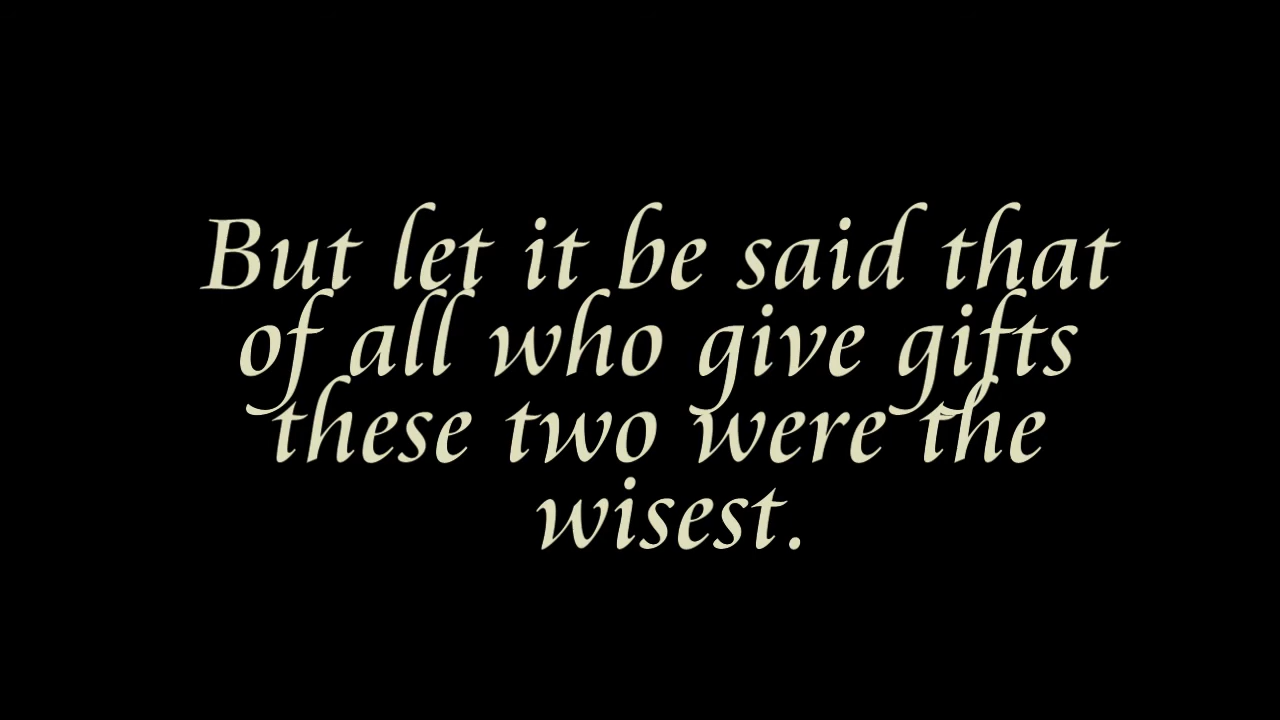 But let it be said that
of all who give gifts
these two were the
wisest.